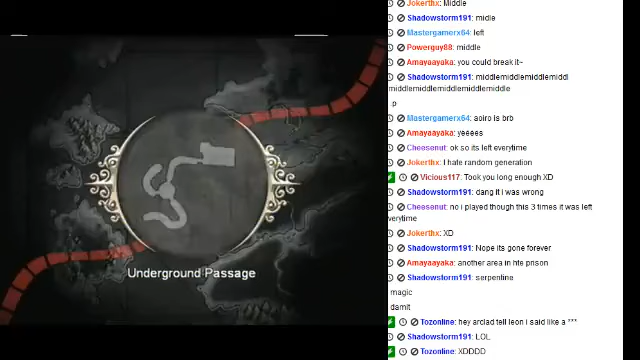 Underground Passage
Jokerthx: Middle
Shadowstorm191: midle
Mastergamerx64: left
Powerguy88: middle
Amayaayaka: you could break it~
Shadowstorm191: middlemiddlemiddlemiddl
middlemiddlemiddlemiddlemiddle
.p
Mastergamerx64: aoiro is brb
Amayaayaka: yeeees
Cheesenut: ok so its left everytime
Jokerthx: I hate random generation
Vicious117: Took you long enough XD
Shadowstorm191: dang it i was wrong
Cheesenut: no i played though this 3 times it was left
verytime
Jokerthx: XD
Shadowstorm191: Nope its gone forever
Amayaayaka: another area in hte prison
Shadowstorm191: serpentine
magic
damit
Tozonline: hey arclad tell leon i said like a ***
Shadowstorm191: LOL
Tozonline: XDDDD